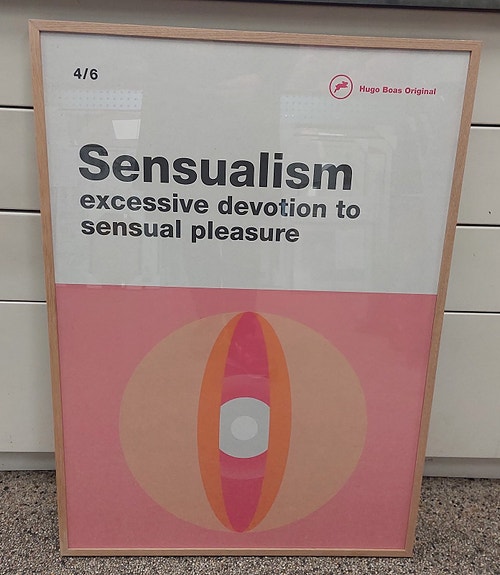 4/6
Hugo Boas Original
Sensualism
excessive devotion to
sensual pleasure